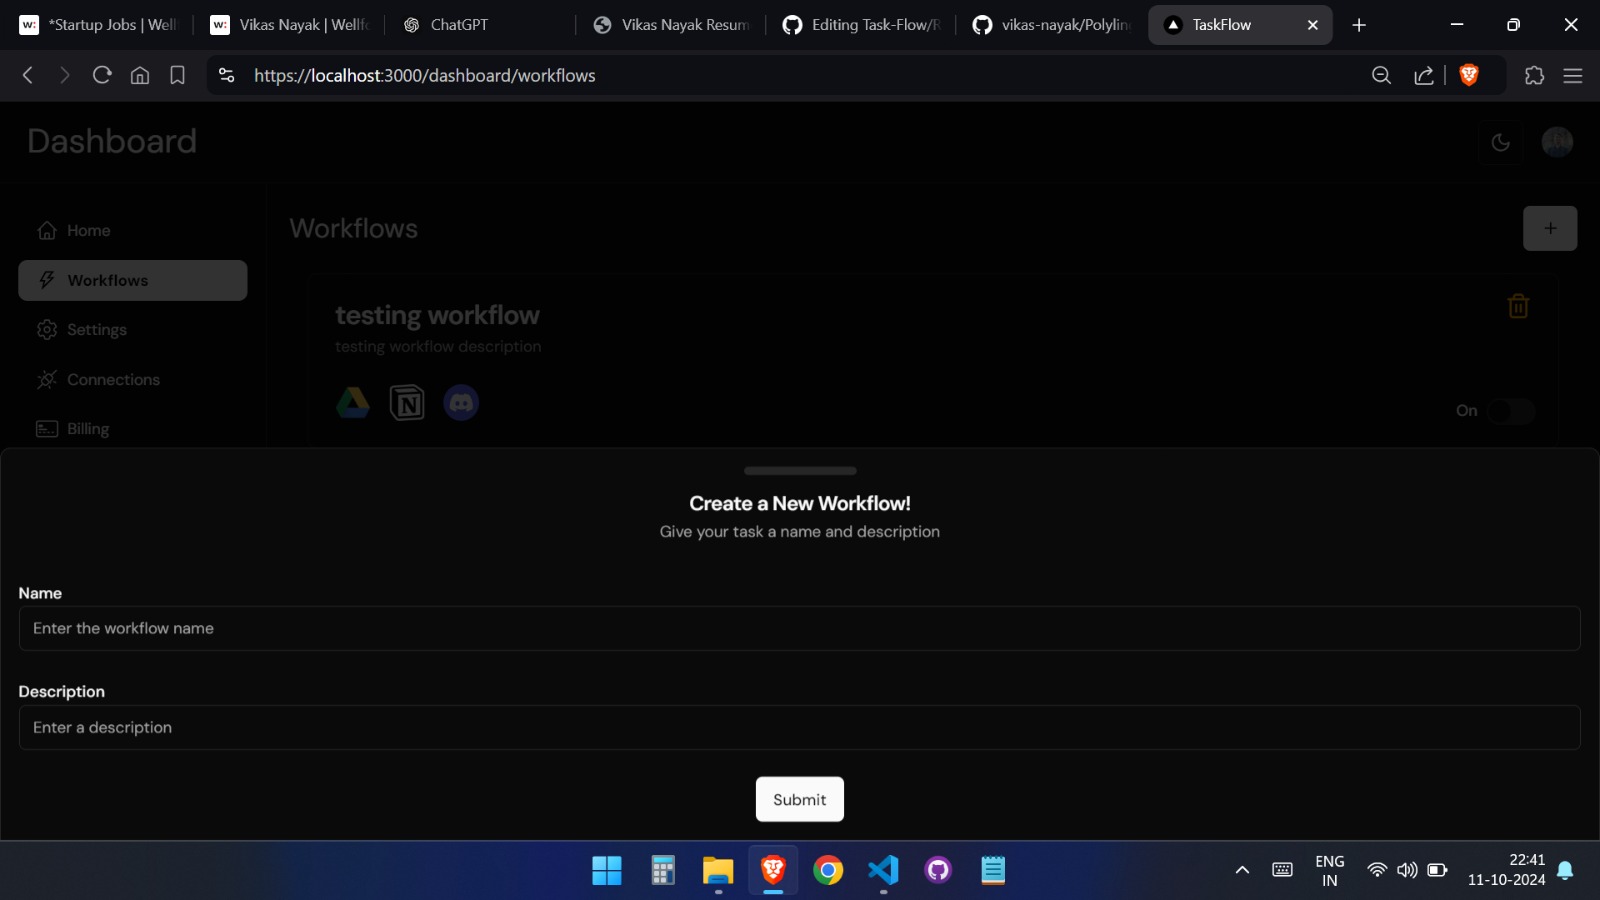 *Startup Jobs | Well
Vikas Nayak | Wellfo
ChatGPT
Vikas Nayak Resum
Editing Task-Flow/R
vikas-nayak/Polyling
TaskFlow
https://localhost:3000/dashboard/workflows
Dashboard
Home
Workflows
Settings
Connections
Billing
Workflows
+
testing workflow
testing workflow description
On
Create a New Workflow!
Give your task a name and description
Name
Enter the workflow name
Description
Enter a description
Submit
ENG
IN
22:41
11-10-2024